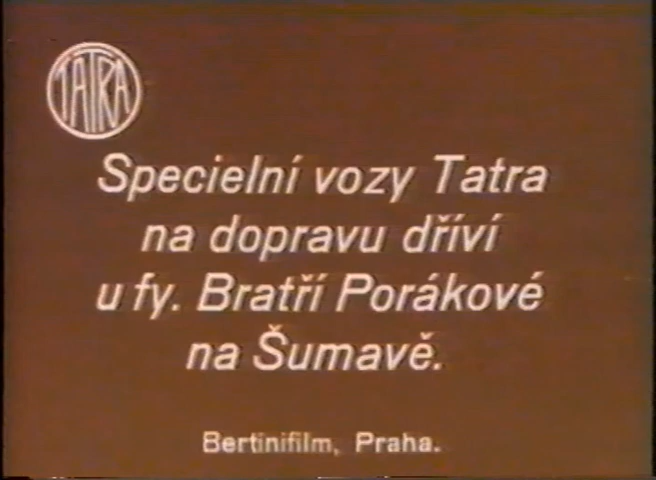 TATRA
Specielní vozy Tatra
na dopravu dříví
u fy. Bratří Porákové
na Šumavě.
Bertinifilm, Praha.